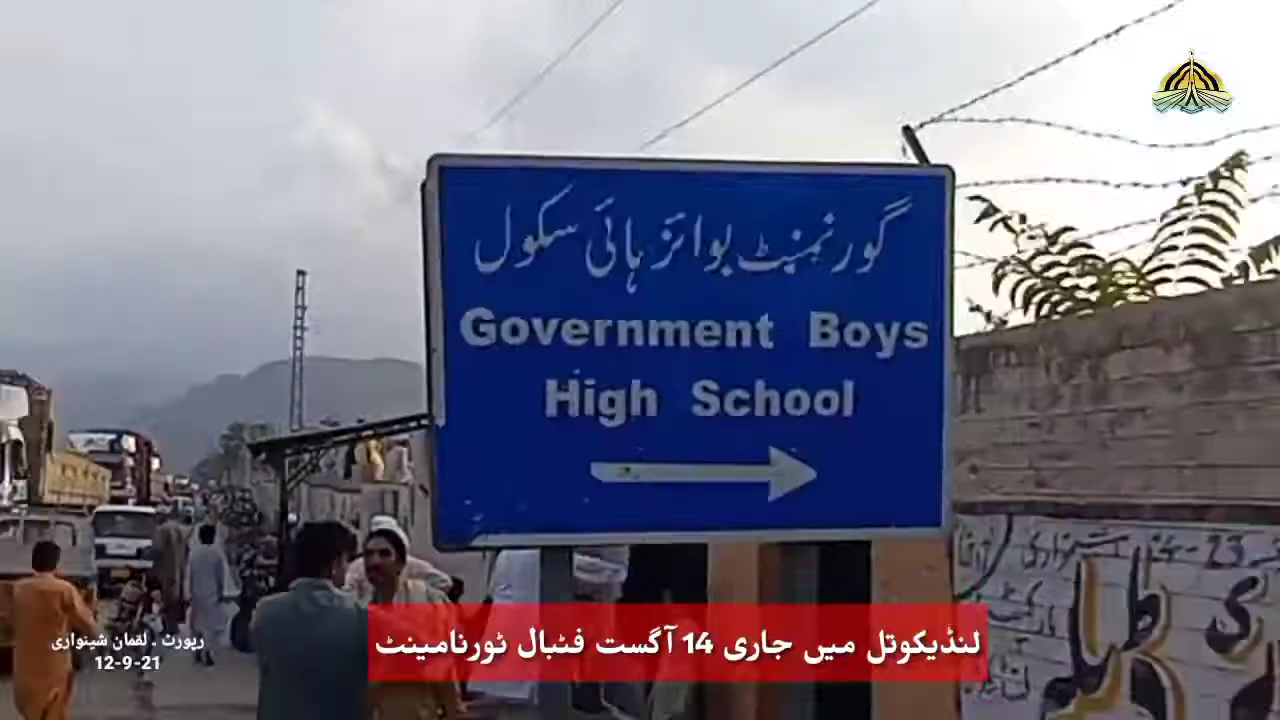 گورنمنٹ بوائز ہائی سکول
Government Boys
High School
لنڈیکوتل میں جاری 14 آگست فٹبال ٹورنامینٹ
رپورٹ ۔ لقمان شینواری
12-9-21